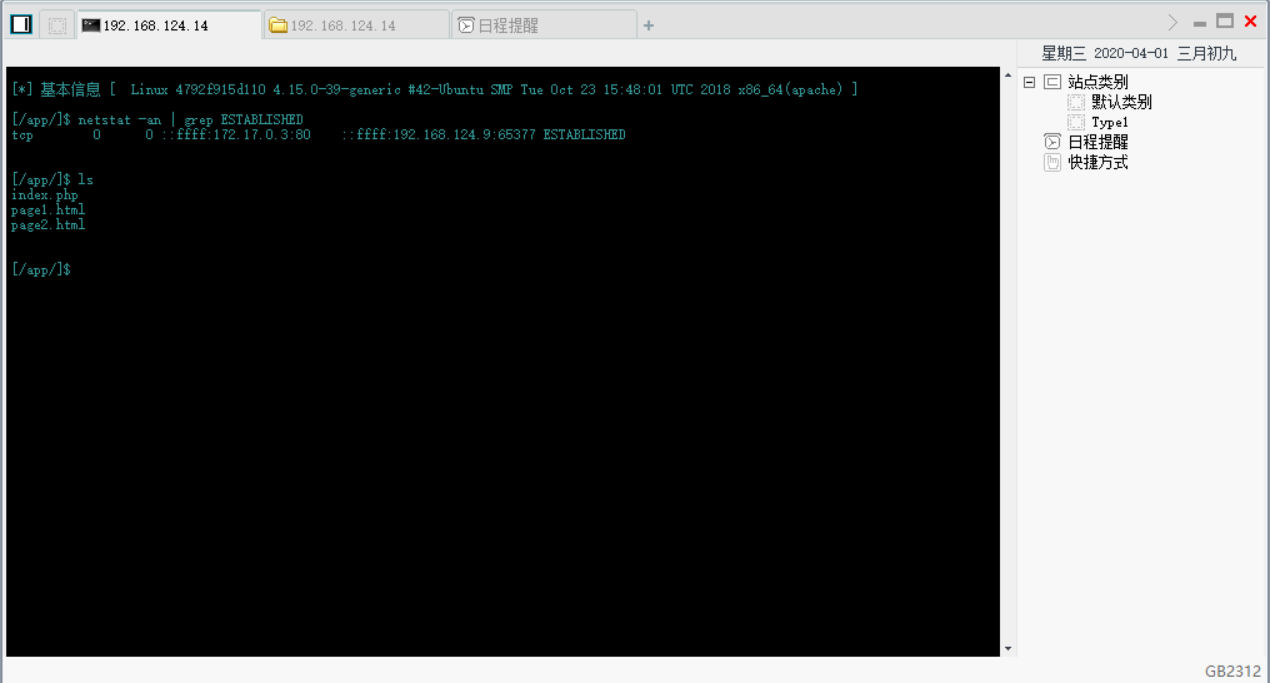 192.168.124.14
192.168.124.14
日程提醒
星期三 2020-04-01 三月初九
[*] 基本信息 [ Linux 4792f915d110 4.15.0-39-generic #42-Ubuntu SMP Tue Oct 23 15:48:01 UTC 2018 x86_64(apache) ]
[/app/]$ netstat -an | grep ESTABLISHED
tcp 0 0 ::ffff:172.17.0.3:80 ::ffff:192.168.124.9:65377 ESTABLISHED
[/app/]$ ls
index.php
page1.html
page2.html
[/app/]$
站点类别
默认类别
Type1
日程提醒
快捷方式
GB2312